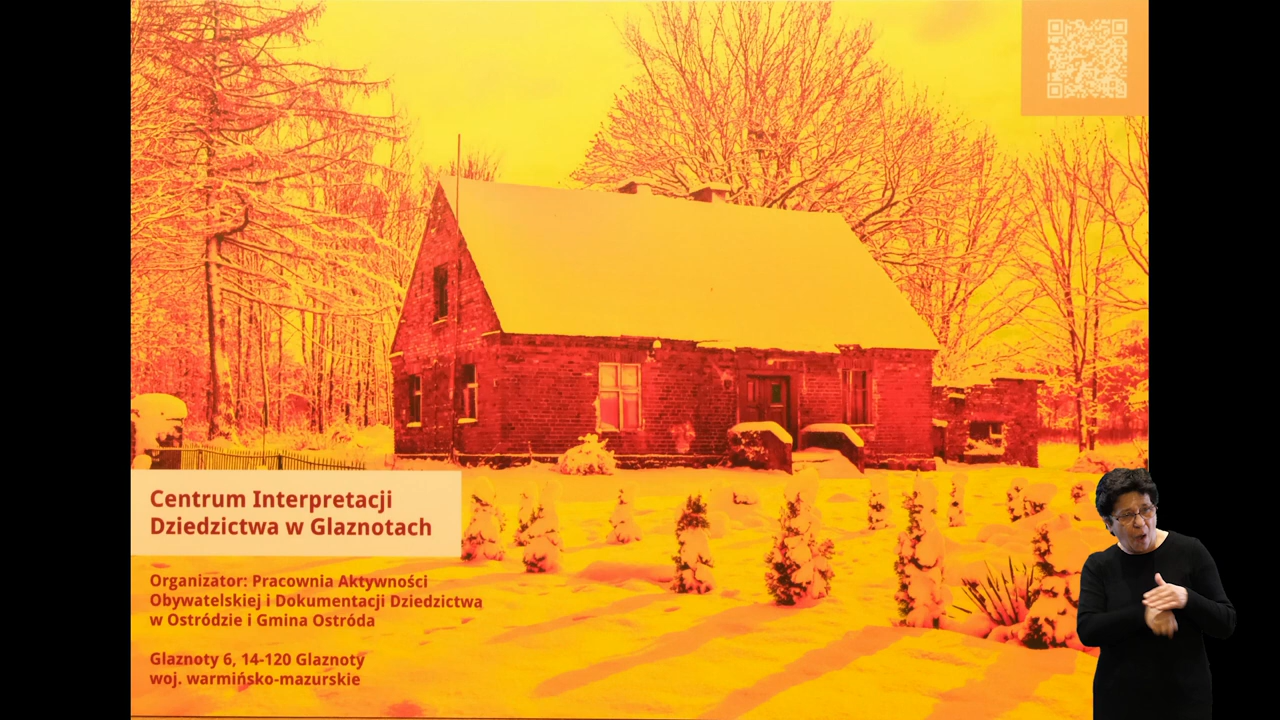 Centrum Interpretacji
Dziedzictwa w Glaznotach
Organizator: Pracownia Aktywności
Obywatelskiej i Dokumentacji Dziedzictwa
w Ostródzie i Gmina Ostróda
Glaznoty 6, 14-120 Glaznoty
woj. warmińsko-mazurskie